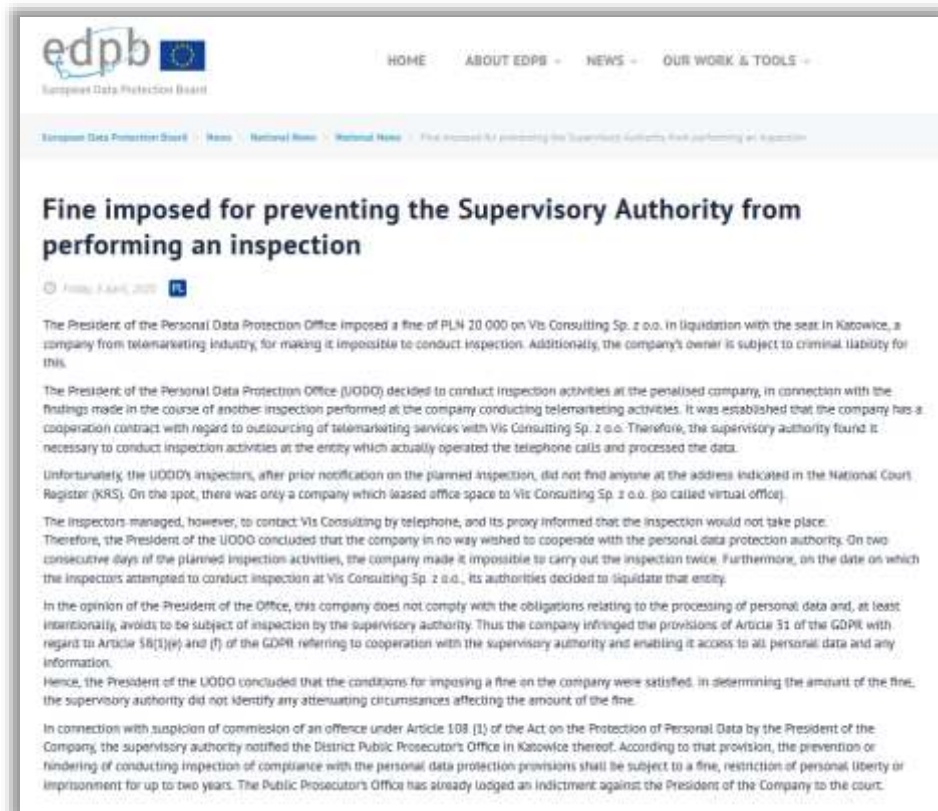 edpb
European Data Protection Board
HOME ABOUT EDPB NEWS OUR WORK & TOOLS
European Data Protection Board News National News National News Fine imposed for preventing the Supervisory Authority from performing an inspection
Fine imposed for preventing the Supervisory Authority from
performing an inspection
Friday, 3 April, 2020 PL
The President of the Personal Data Protection Office imposed a fine of PLN 20 000 on Vis Consulting Sp. z o.o. in liquidation with the seat in Katowice, a
company from telemarketing industry, for making it impossible to conduct inspection. Additionally, the company's owner is subject to criminal liability for
this.
The President of the Personal Data Protection Office (UODO) decided to conduct inspection activities at the penalised company, in connection with the
findings made in the course of another inspection performed at the company conducting telemarketing activities. It was established that the company has a
cooperation contract with regard to outsourcing of telemarketing services with Vis Consulting Sp. z o.o. Therefore, the supervisory authority found it
necessary to conduct inspection activities at the entity which actually operated the telephone calls and processed the data.
Unfortunately, the UODO's inspectors, after prior notification on the planned inspection, did not find anyone at the address indicated in the National Court
Register (KRS). On the spot, there was only a company which leased office space to Vis Consulting Sp. z o.o. (so called virtual office).
The inspectors managed, however, to contact Vis Consulting by telephone, and its proxy informed that the inspection would not take place.
Therefore, the President of the UODO concluded that the company in no way wished to cooperate with the personal data protection authority. On two
consecutive days of the planned inspection activities, the company made it impossible to carry out the inspection twice. Furthermore, on the date on which
the inspectors attempted to conduct inspection at Vis Consulting Sp. z o.o., its authorities decided to liquidate that entity.
In the opinion of the President of the Office, this company does not comply with the obligations relating to the processing of personal data and, at least
intentionally, avoids to be subject of inspection by the supervisory authority. Thus the company infringed the provisions of Article 31 of the GDPR with
regard to Article 58(1)(e) and (f) of the GDPR referring to cooperation with the supervisory authority and enabling it access to all personal data and any
information.
Hence, the President of the UODO concluded that the conditions for imposing a fine on the company were satisfied. In determining the amount of the fine,
the supervisory authority did not identify any attenuating circumstances affecting the amount of the fine.
In connection with suspicion of commission of an offence under Article 108 (1) of the Act on the Protection of Personal Data by the President of the
Company, the supervisory authority notified the District Public Prosecutor's Office in Katowice thereof. According to that provision, the prevention or
hindering of conducting inspection of compliance with the personal data protection provisions shall be subject to a fine, restriction of personal liberty or
imprisonment for up to two years. The Public Prosecutor's Office has already lodged an indictment against the President of the Company to the court.